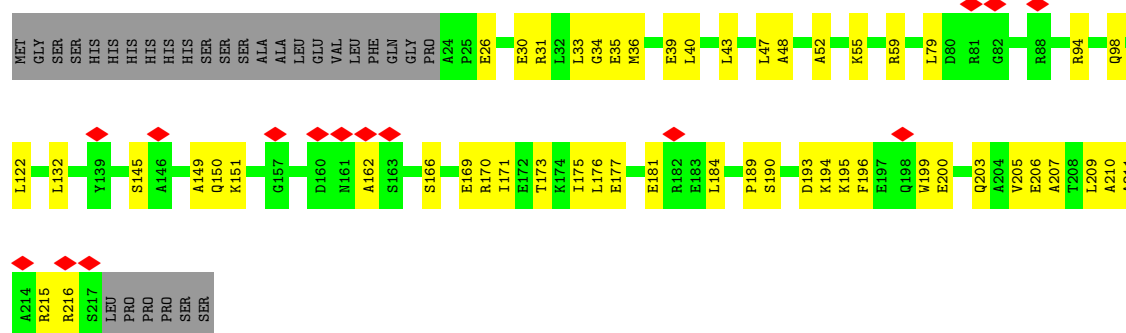 MET GLY SER SER HIS HIS HIS HIS HIS HIS SER SER SER ALA ALA LEU GLU VAL LEU PHE GLN GLY PRO A24 P25 E26 E30 R31 L32 L33 G34 E35 M36 E39 L40 L43 L47 A48 A52 K55 R59 L79 D80 R81 G82 R88 R94 Q98
L122 L132 Y139 S145 A146 A149 Q150 K151 G157 D160 N161 A162 S163 S166 E169 R170 I171 E172 T173 K174 I175 L176 E177 E181 R182 E183 L184 P189 S190 D193 K194 K195 F196 E197 Q198 W199 E200 Q203 A204 V205 E206 A207 T208 L209 A210
A214 R215 R216 S217 LEU PRO PRO PRO SER SER